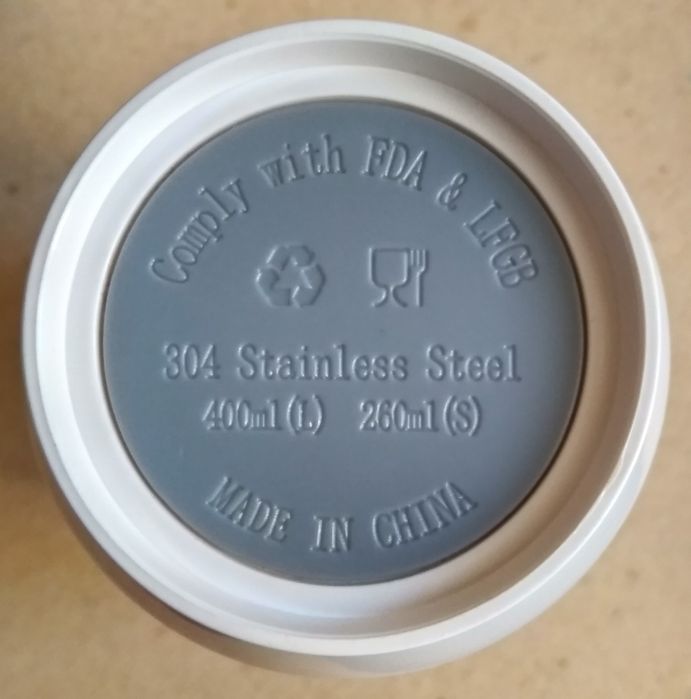 Comply with FDA & LFGB
304 Stainless Steel
400ml(L) 260ml(S)
MADE IN CHINA